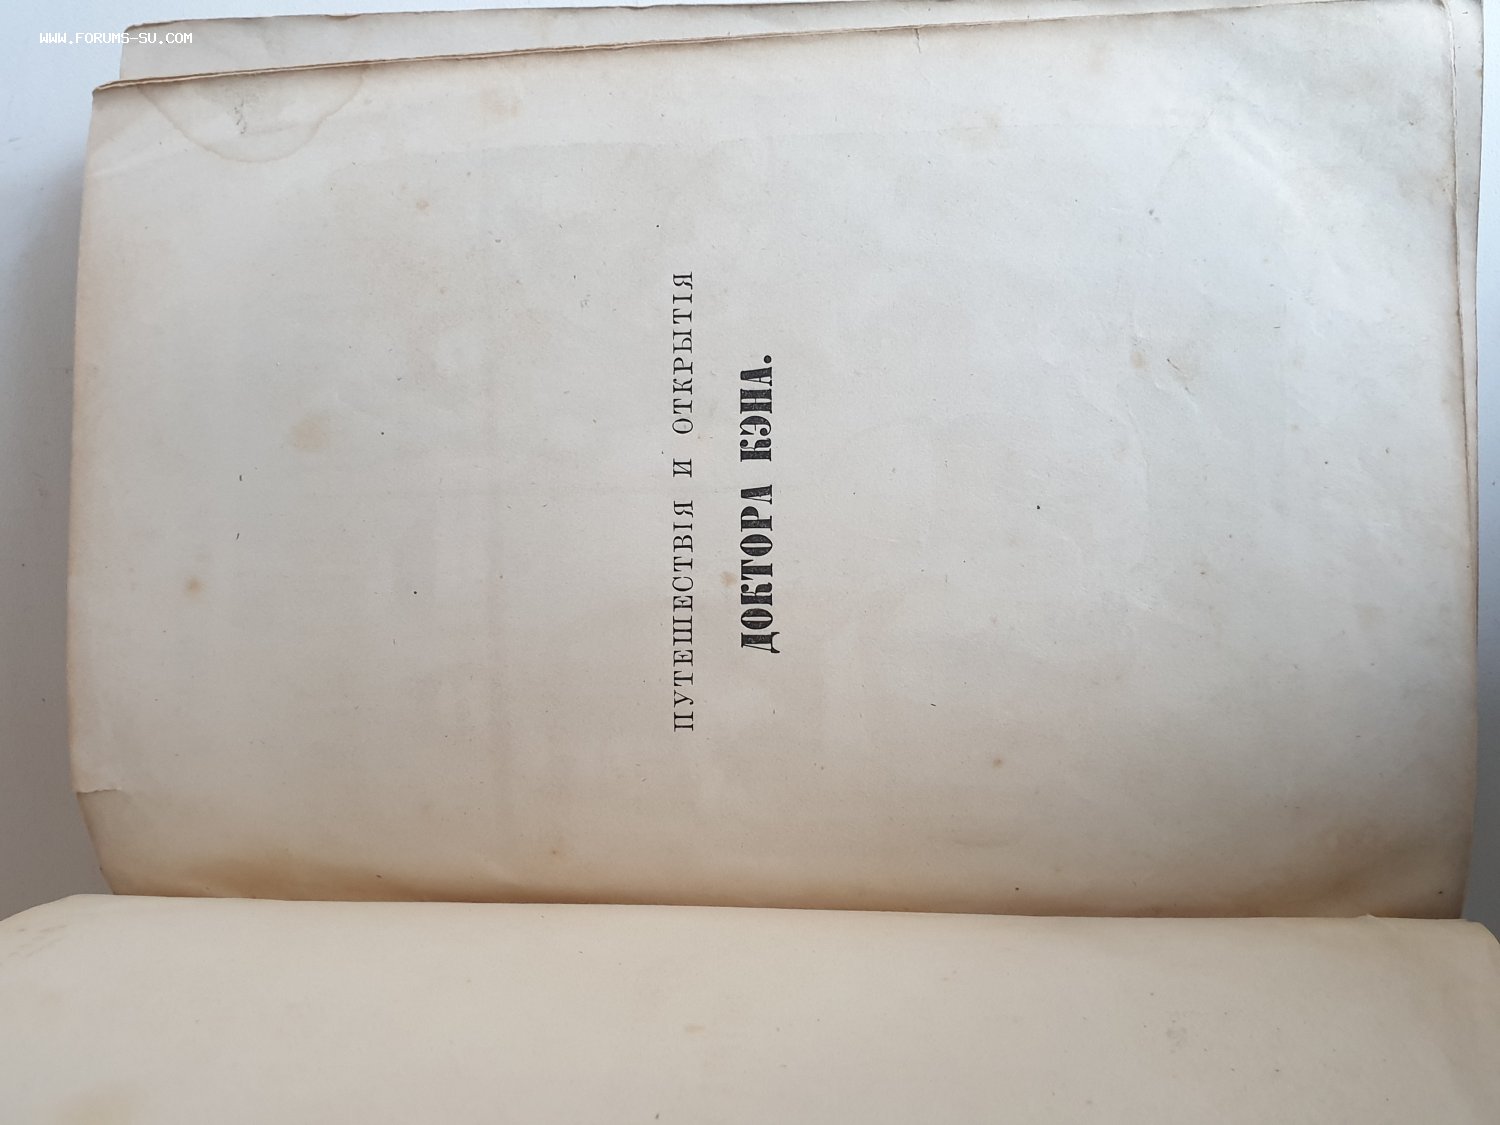 WWW.FORUMS-SU.COM
ПУТЕШЕСТВІЯ И ОТКРЫТІЯ
ДОКТОРА КЭНА.